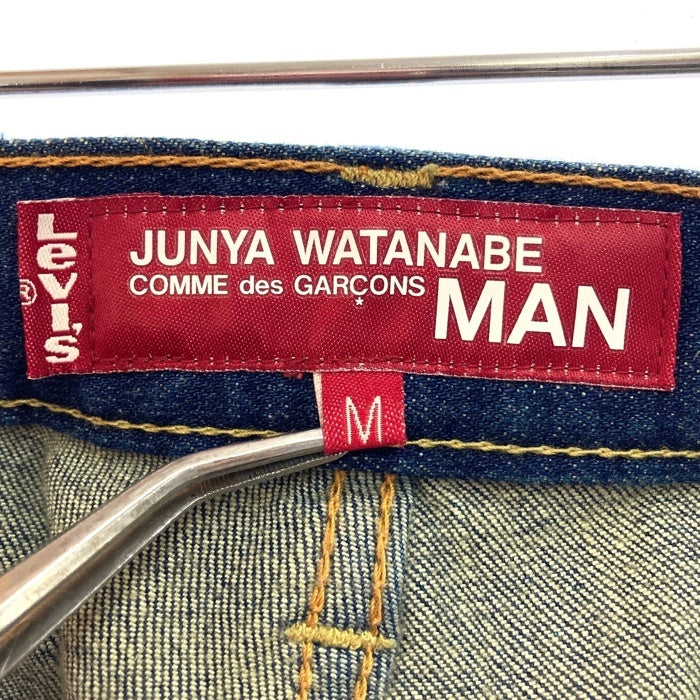 Levi's
®
JUNYA WATANABE
COMME des GARÇONS
*
MAN
M